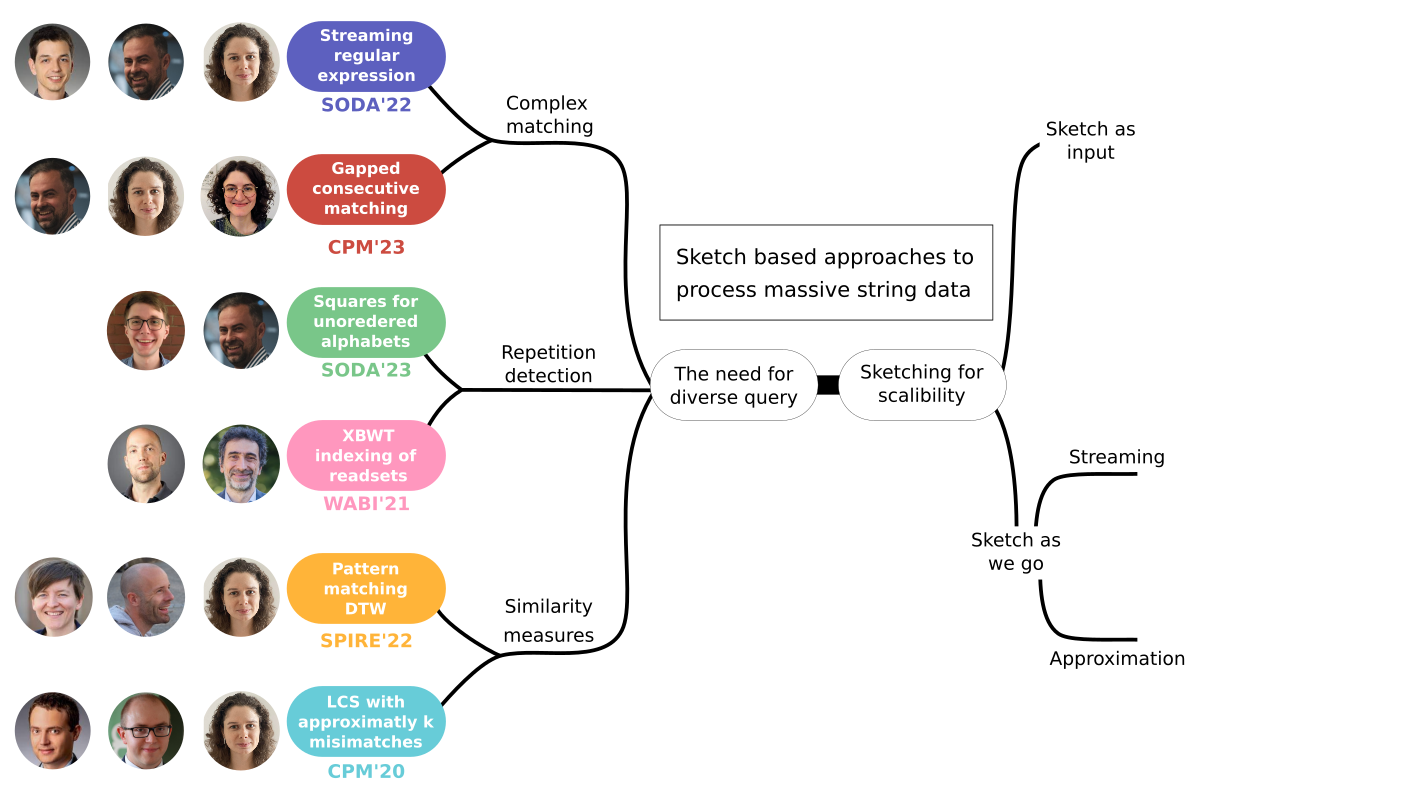 Streaming
regular
expression
SODA'22
Gapped
consecutive
matching
CPM'23
Squares for
unoredered
alphabets
SODA'23
XBWT
indexing of
readsets
WABI'21
Pattern
matching
DTW
SPIRE'22
LCS with
approximatly k
misimatches
CPM'20
Complex
matching
Repetition
detection
Similarity
measures
Sketch based approaches to
process massive string data
The need for
diverse query
Sketching for
scalibility
Sketch as
input
Streaming
Sketch as
we go
Approximation